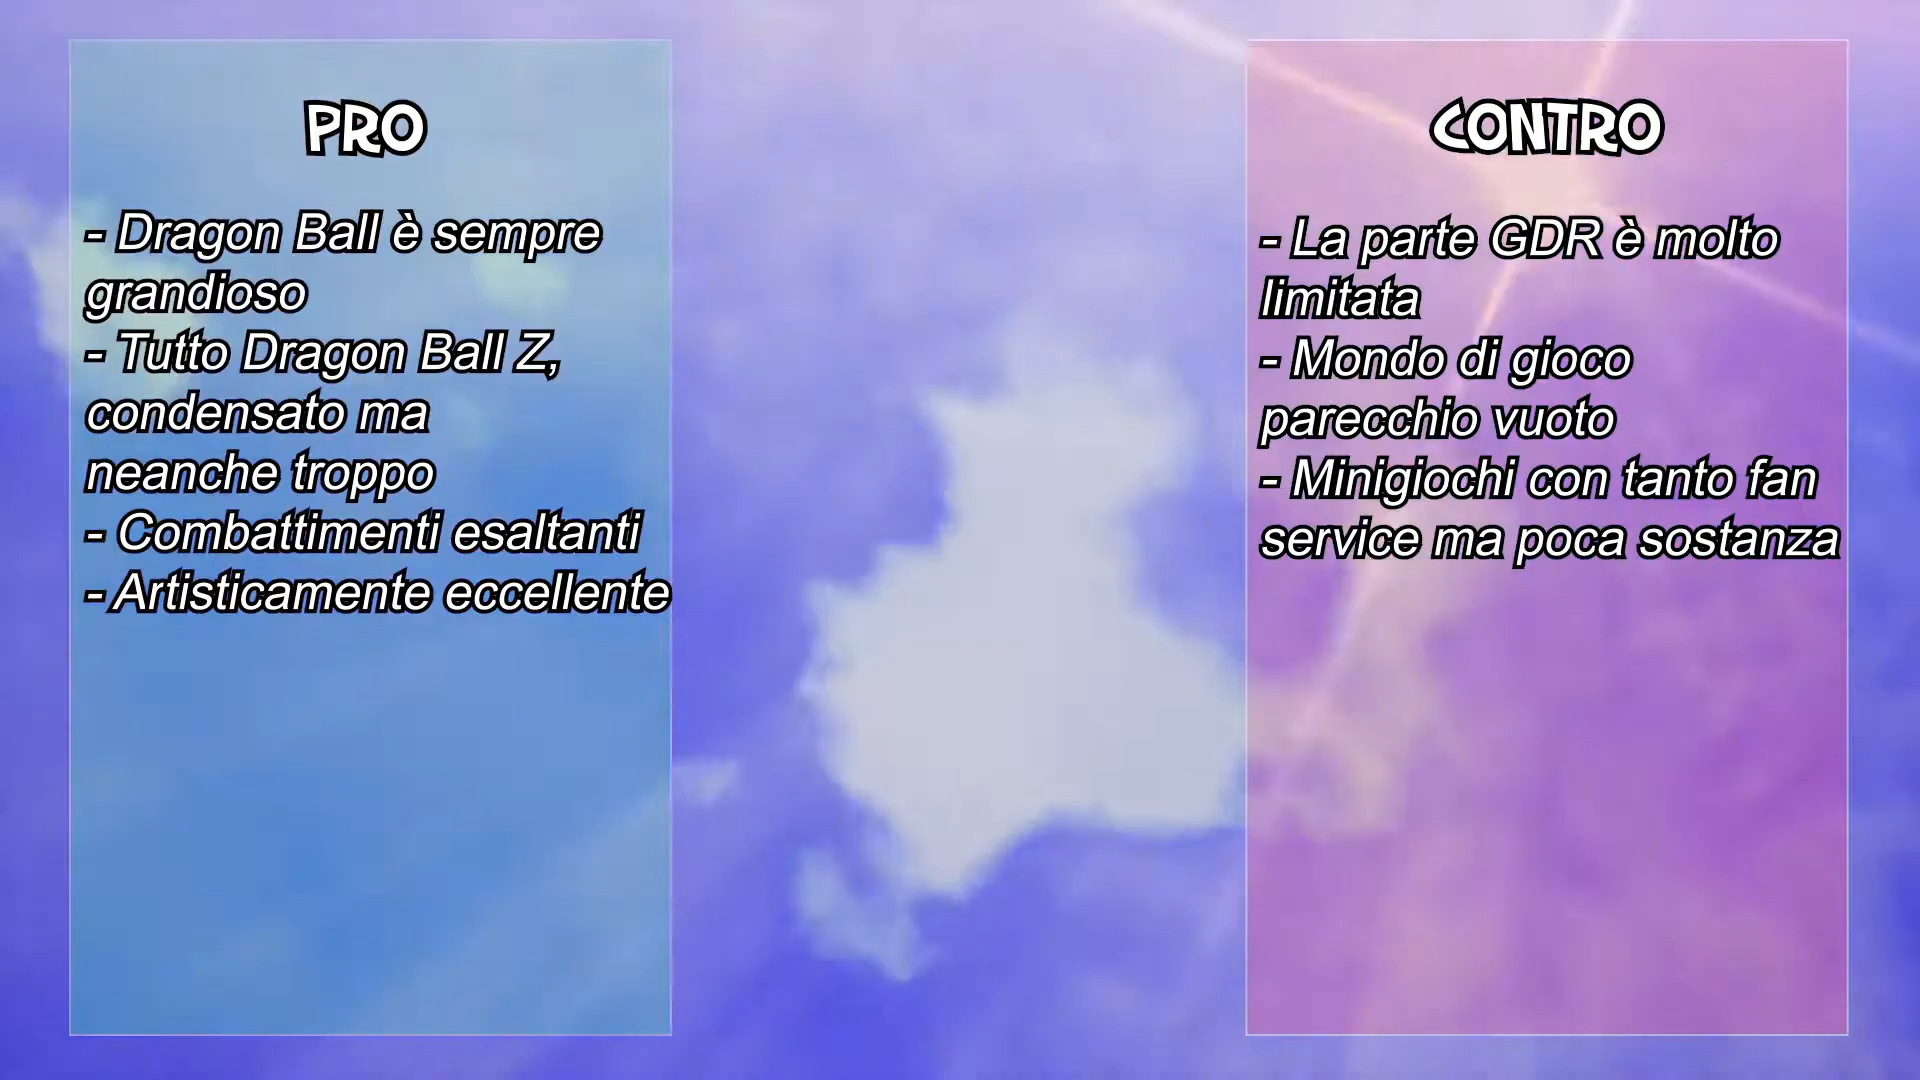 PRO
- Dragon Ball è sempre
grandioso
- Tutto Dragon Ball Z,
condensato ma
neanche troppo
- Combattimenti esaltanti
- Artisticamente eccellente
CONTRO
- La parte GDR è molto
limitata
- Mondo di gioco
parecchio vuoto
- Minigiochi con tanto fan
service ma poca sostanza